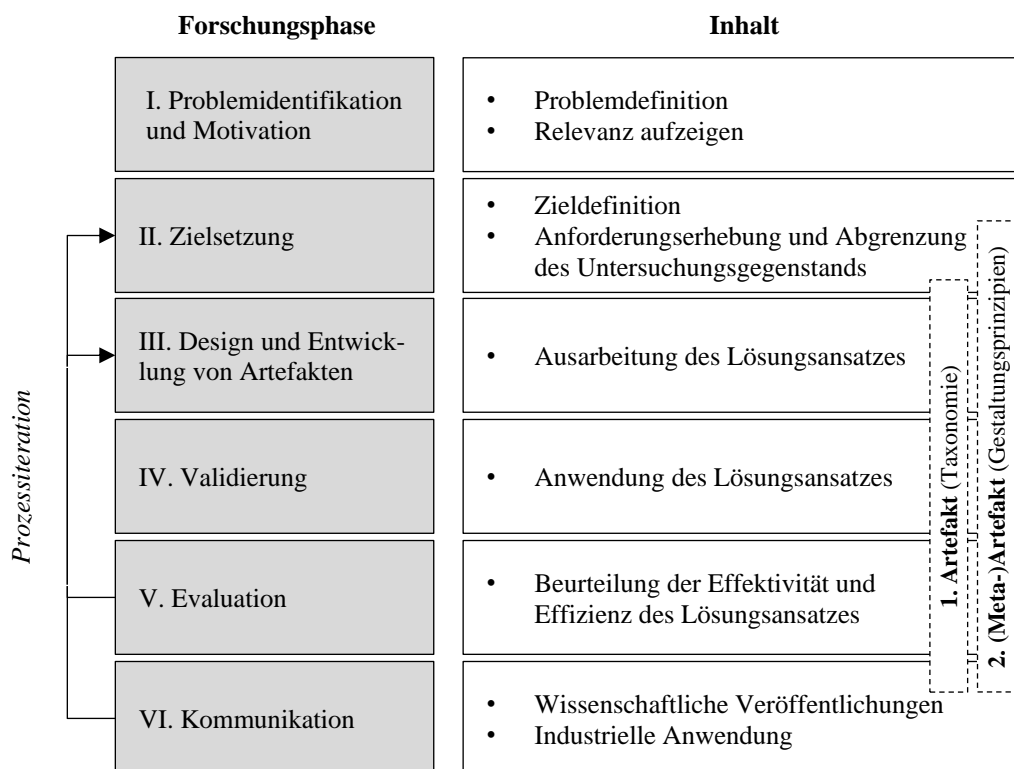 Forschungsphase
Inhalt
I. Problemidentifikation
und Motivation
• Problemdefinition
• Relevanz aufzeigen
II. Zielsetzung
• Zieldefinition
• Anforderungserhebung und Abgrenzung
des Untersuchungsgegenstands
III. Design und Entwick-
lung von Artefakten
• Ausarbeitung des Lösungsansatzes
IV. Validierung
• Anwendung des Lösungsansatzes
V. Evaluation
• Beurteilung der Effektivität und
Effizienz des Lösungsansatzes
VI. Kommunikation
• Wissenschaftliche Veröffentlichungen
• Industrielle Anwendung
Prozessiteration
1. Artefakt (Taxonomie)
2. (Meta-)Artefakt (Gestaltungsprinzipien)